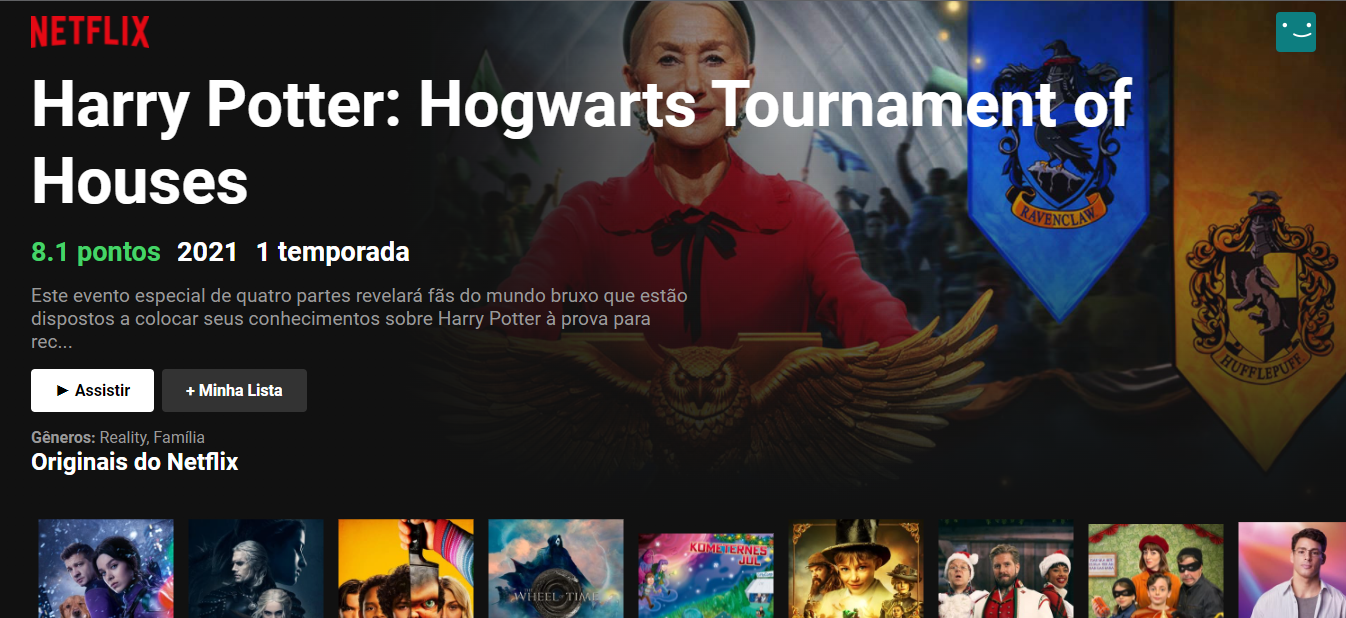 NETFLIX
Harry Potter: Hogwarts Tournament of
Houses
8.1 pontos 2021 1 temporada
Este evento especial de quatro partes revelará fãs do mundo bruxo que estão
dispostos a colocar seus conhecimentos sobre Harry Potter à prova para
rec...
► Assistir + Minha Lista
Gêneros: Reality, Família
Originais do Netflix
RAVENCLAW
HUFFLEPUFF
THE WHEEL OF TIME
KOMETERNES
JUL